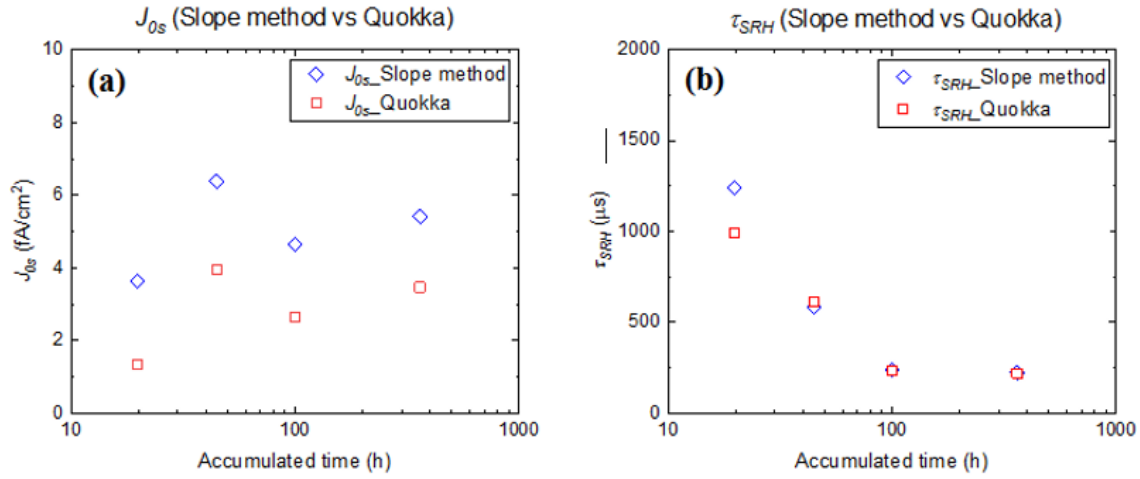 J0s (Slope method vs Quokka)
(a)
J0s_Slope method
J0s_Quokka
10
8
6
4
2
0
J0s (fA/cm²)
10
100
1000
Accumulated time (h)
τSRH (Slope method vs Quokka)
(b)
τSRH_Slope method
τSRH_Quokka
2000
1500
1000
500
0
τSRH (μs)
10
100
1000
Accumulated time (h)